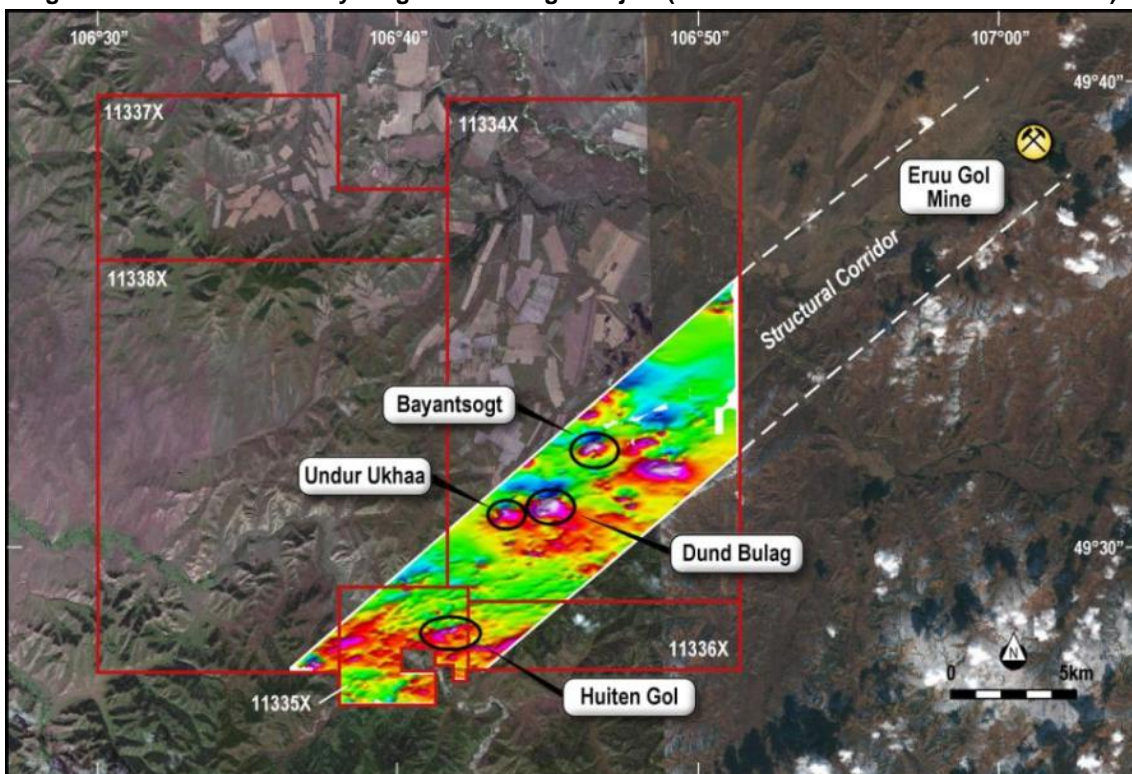 106°30" 106°40" 106°50" 107°00"
49°40"
11337X
11334X
Eruu Gol
Mine
Structural Corridor
11338X
Bayantsogt
Undur Ukhaa
Dund Bulag
49°30"
11336X
N
0 5km
11335X
Huiten Gol